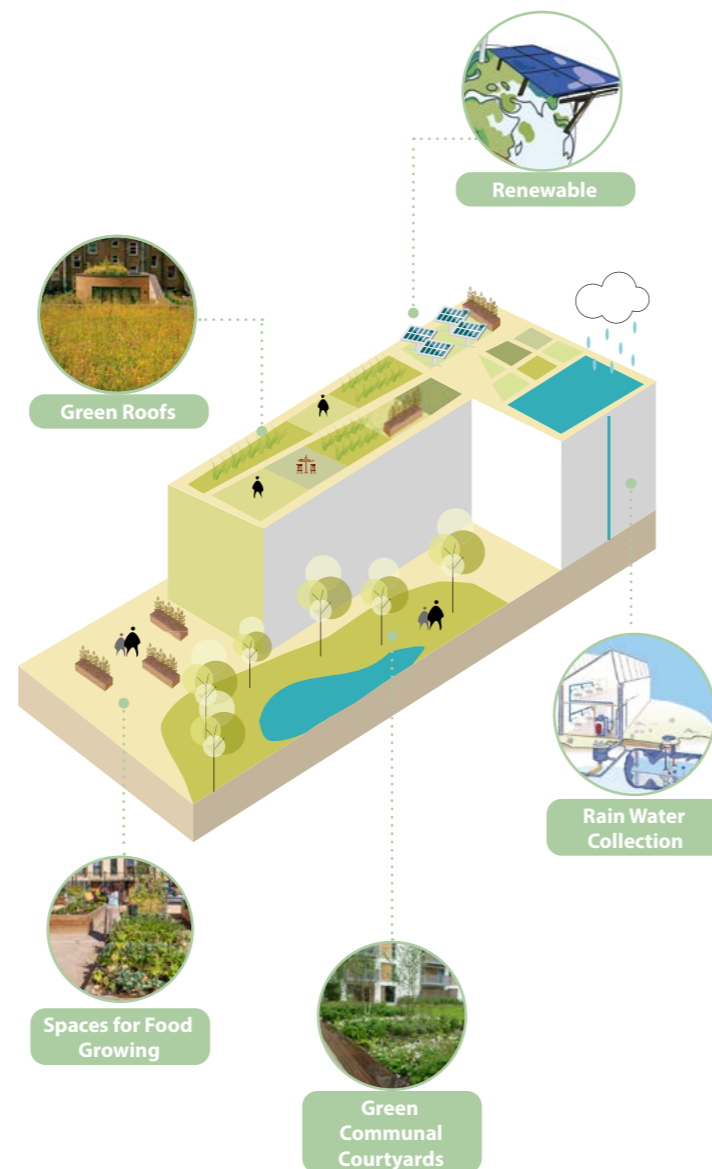 Renewable
Green Roofs
Rain Water
Collection
Spaces for Food
Growing
Green
Communal
Courtyards